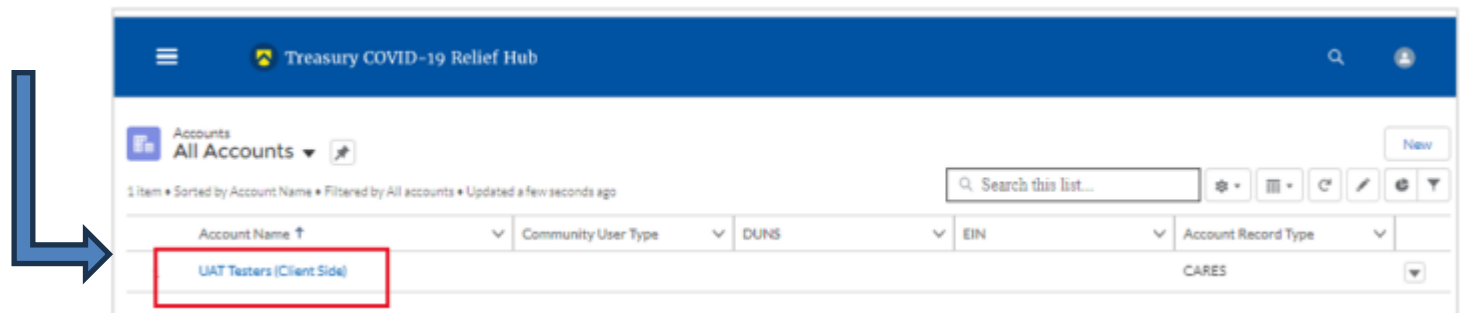 Treasury COVID-19 Relief Hub
Accounts
All Accounts
New
1 item • Sorted by Account Name • Filtered by All accounts • Updated a few seconds ago
Search this list...
Account Name ↑ Community User Type DUNS EIN Account Record Type
UAT Testers (Client Side) CARES